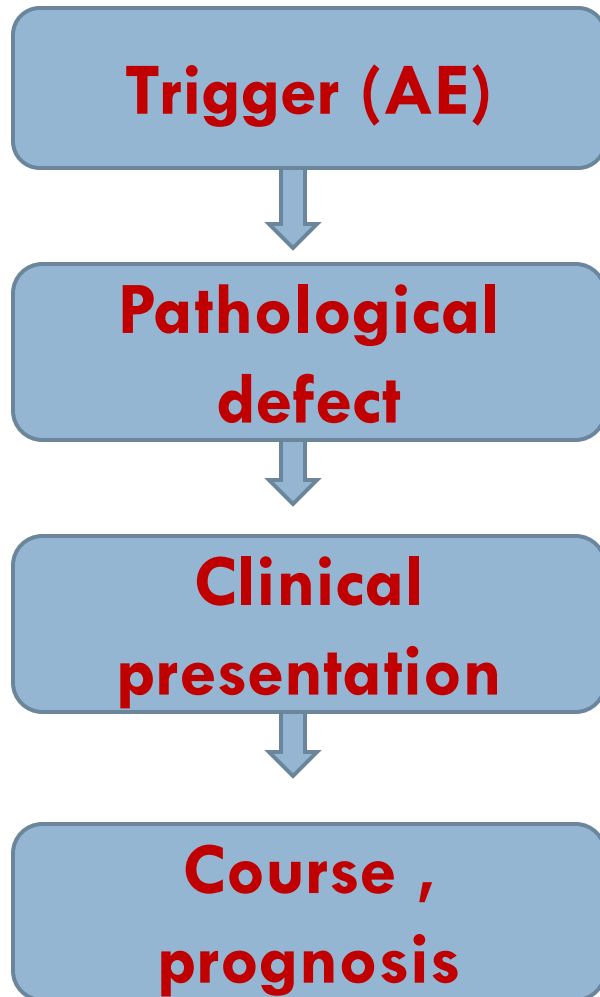 Trigger (AE)
Pathological
defect
Clinical
presentation
Course ,
prognosis